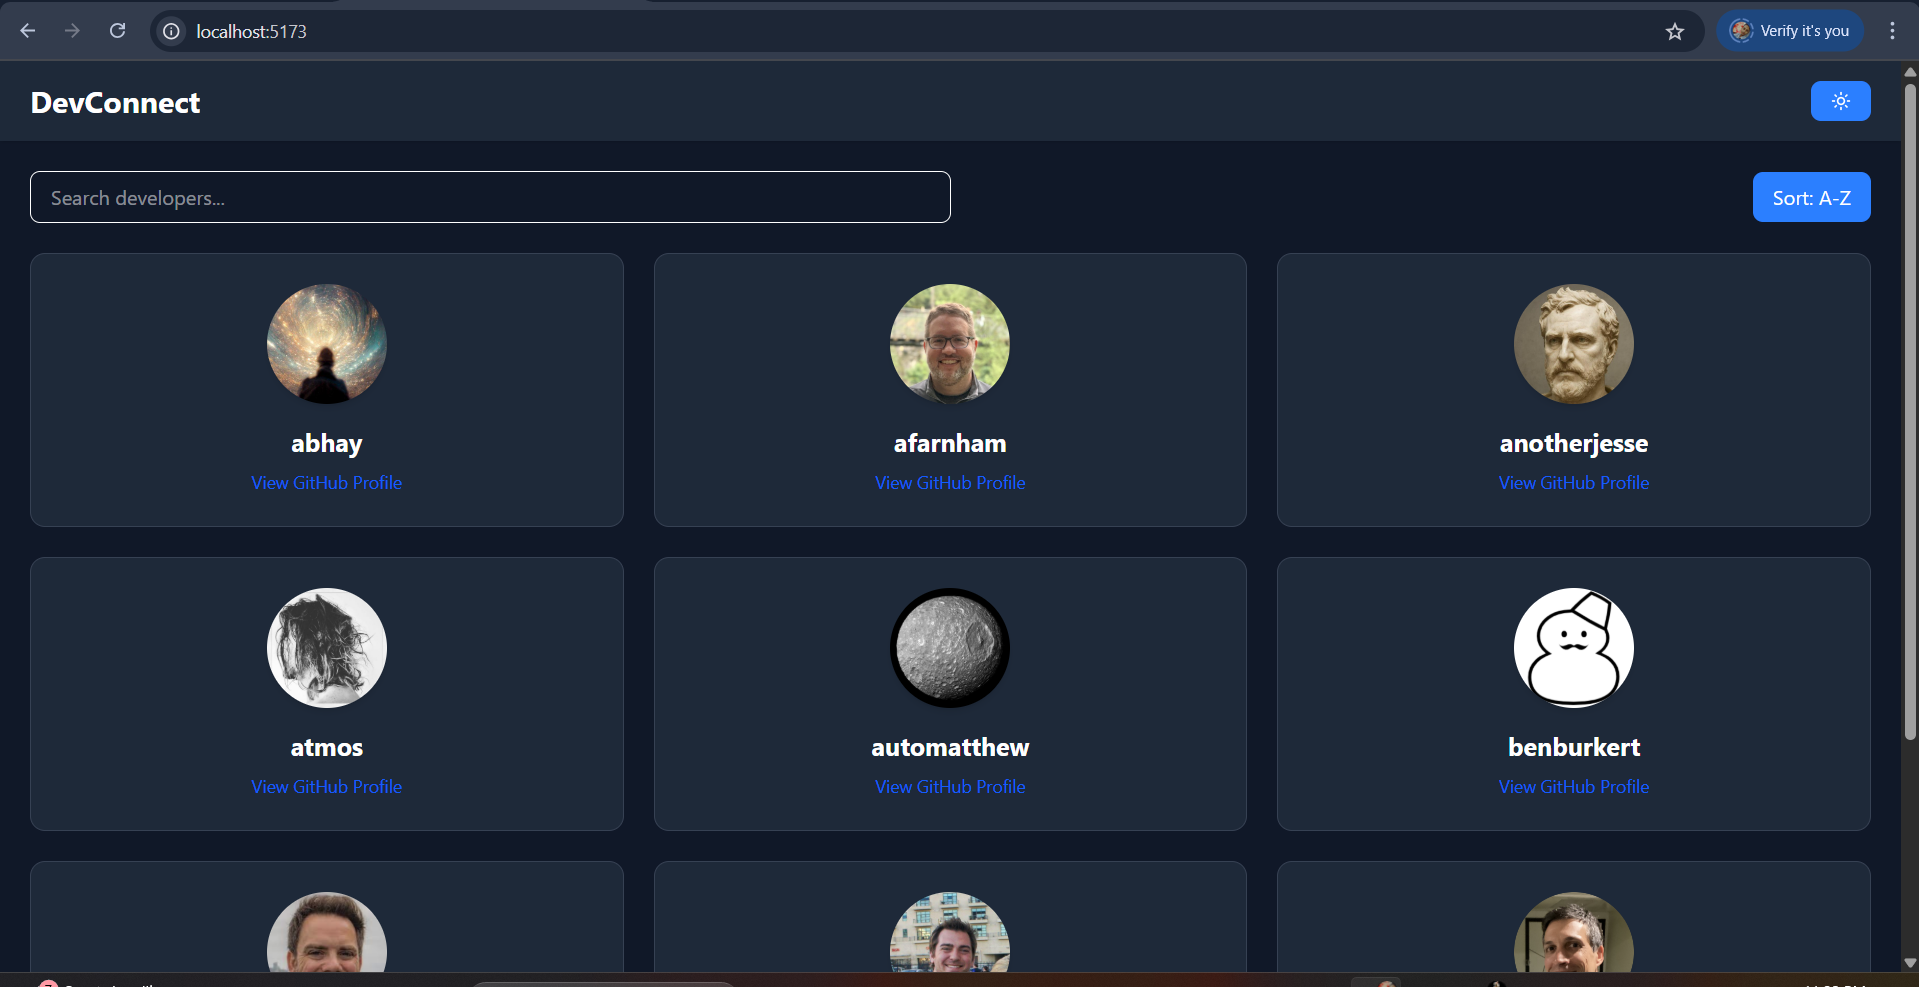 localhost:5173
Verify it's you
DevConnect
Search developers...
Sort: A-Z
abhay
afarnham
anotherjesse
View GitHub Profile
View GitHub Profile
View GitHub Profile
atmos
automatthew
benburkert
View GitHub Profile
View GitHub Profile
View GitHub Profile